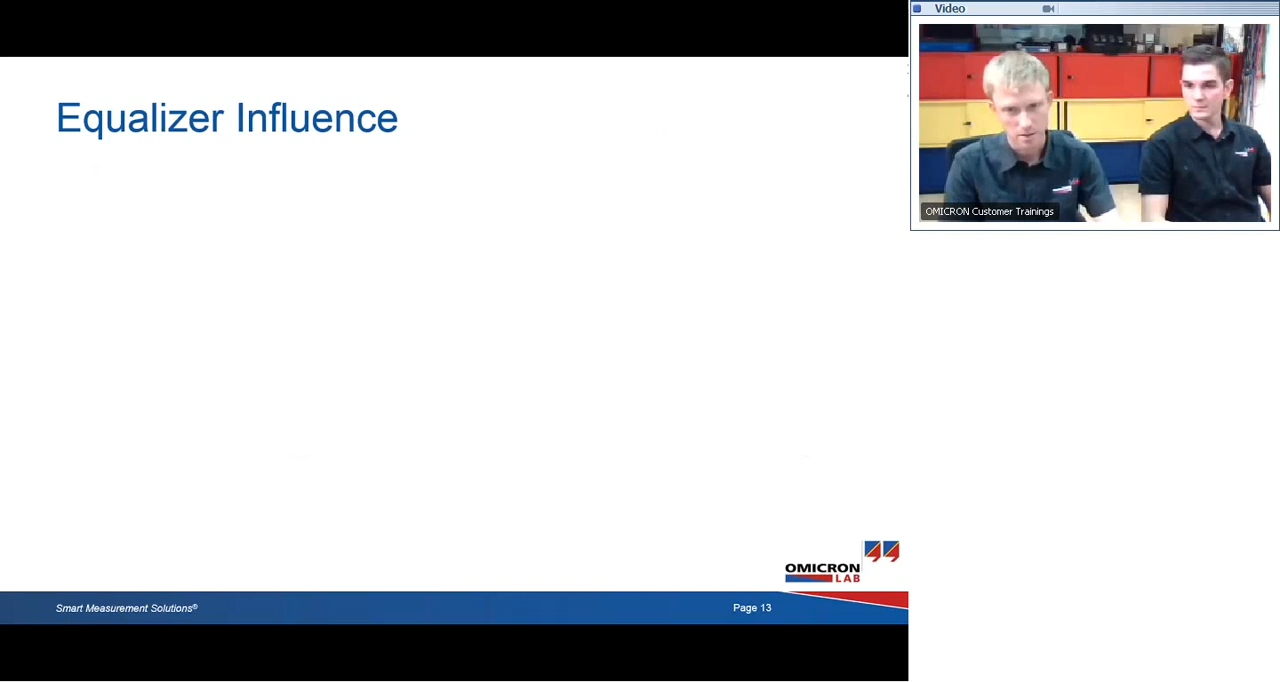 Equalizer Influence
Video
OMICRON Customer Trainings
OMICRON
LAB
Smart Measurement Solutions®
Page 13